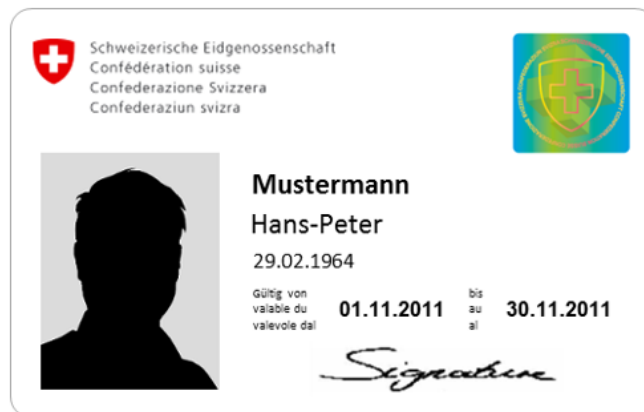 Schweizerische Eidgenossenschaft
Confédération suisse
Confederazione Svizzera
Confederaziun svizra
Mustermann
Hans-Peter
29.02.1964
Gültig von
valable du
valevole dal
01.11.2011
bis
au
al
30.11.2011
Signature